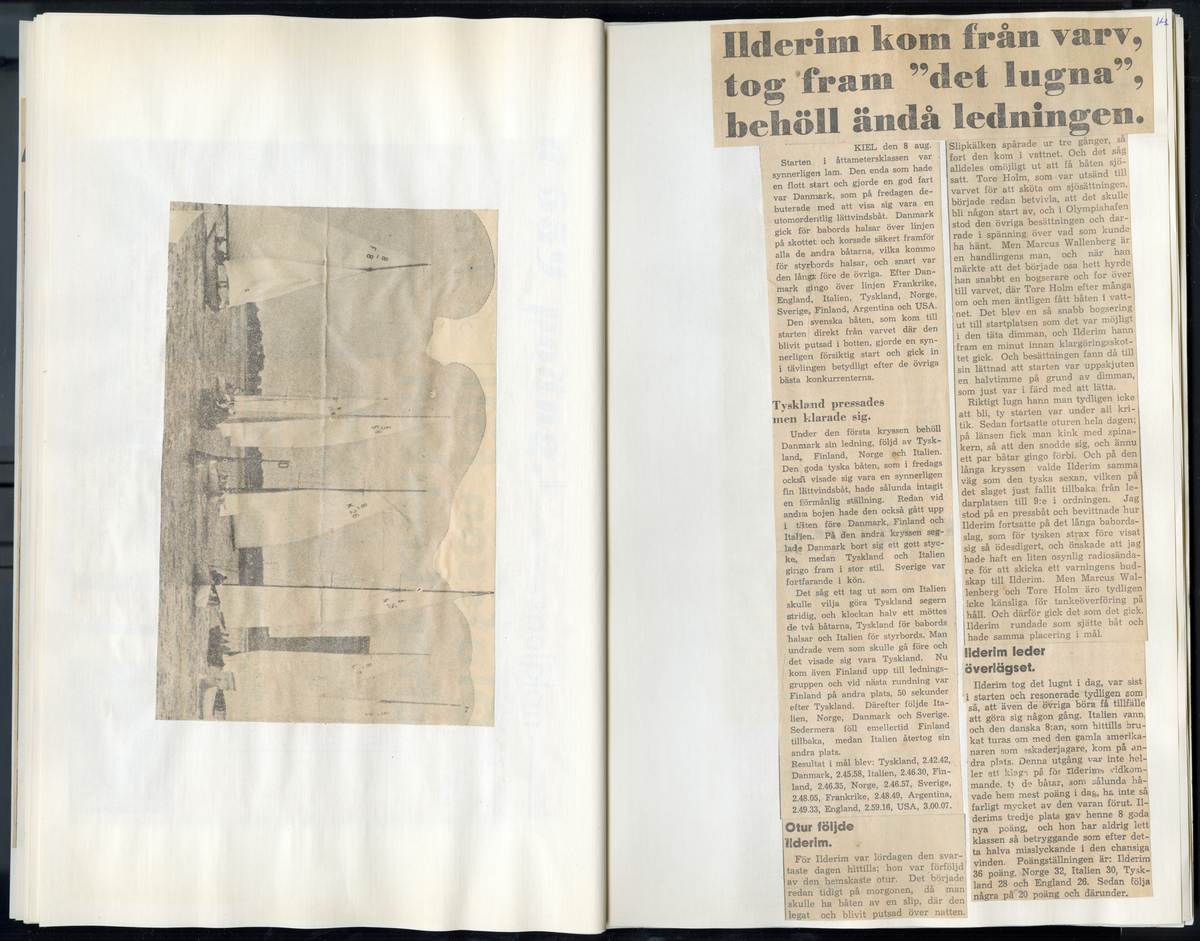 Ilderim kom från varv,
tog fram ”det lugna”,
behöll ändå ledningen.
KIEL den 8 aug.
Starten i åttametersklassen var
synnerligen lam. Den enda som hade
en flott start och gjorde en god fart
var Danmark, som på fredagen de-
buterade med att visa sig vara en
utomordentlig lättvindsbåt. Danmark
gick för babords halsar över linjen
på skottet och korsade säkert framför
alla de andra båtarna, vilka kommo
för styrbords halsar, och snart var
den långt före de övriga. Efter Dan-
mark gingo över linjen Frankrike,
England, Italien, Tyskland, Norge,
Sverige, Finland, Argentina och USA.
Den svenska båten, som kom till
starten direkt från varvet där den
blivit putsad i botten, gjorde en syn-
nerligen försiktig start och gick in
i tävlingen betydligt efter de övriga
bästa konkurrenterna.
Tyskland pressades
men klarade sig.
Under den första kryssen behöll
Danmark sin ledning, följd av Tysk-
land, Finland, Norge och Italien.
Den goda tyska båten, som i fredags
också visade sig vara en synnerligen
fin lättvindsbåt, hade sålunda intagit
en förmånlig ställning. Redan vid
andra bojen hade den också gått upp
i täten före Danmark, Finland och
Italien. På den andra kryssen seg-
lade Danmark bort sig ett gott styc-
ke, medan Tyskland och Italien
gingo fram i stor stil. Sverige var
fortfarande i kön.
Det såg ett tag ut som om Italien
skulle vilja göra Tyskland segern
stridig, och klockan halv ett möttes
de två båtarna, Tyskland för babords
halsar och Italien för styrbords. Man
undrade vem som skulle gå före och
det visade sig vara Tyskland. Nu
kom även Finland upp till lednings-
gruppen och vid nästa rundning var
Finland på andra plats, 50 sekunder
efter Tyskland. Därefter följde Ita-
lien, Norge, Danmark och Sverige.
Sedermera föll emellertid Finland
tillbaka, medan Italien återtog sin
andra plats.
Resultat i mål blev: Tyskland, 2.42.42,
Danmark, 2.45.58, Italien, 2.46.30, Fin-
land, 2.46.35, Norge, 2.46.57, Sverige,
2.48.05, Frankrike, 2.48.49, Argentina,
2.49.33, England, 2.59.16, USA, 3.00.07.
Otur följde
Ilderim.
För Ilderim var lördagen den svar-
taste dagen hittills; hon var förföljd
av den hemskaste otur. Det började
redan tidigt på morgonen, då man
skulle ha båten av en slip, där den
legat och blivit putsad över natten.
Slipkälken spårade ur tre gånger, så
fort den kom i vattnet. Och det såg
alldeles omöjligt ut att få båten sjö-
satt. Tore Holm, som var utsänd till
varvet för att sköta om sjösättningen,
började redan betvivla, att det skulle
bli någon start av, och i Olympiahafen
stod den övriga besättningen och dar-
rade i spänning över vad som kunde
ha hänt. Men Marcus Wallenberg är
en handlingens man, och när han
märkte att det började osa hett hyrde
han snabbt en bogserare och for över
till varvet, där Tore Holm efter många
om och men äntligen fått båten i vatt-
net. Det blev en så snabb bogsering
ut till startplatsen som det var möjligt
i den täta dimman, och Ilderim hann
fram en minut innan klargöringsskot-
tet gick. Och besättningen fann då till
sin lättnad att starten var uppskjuten
en halvtimme på grund av dimman,
som just var i färd med att lätta.
Riktigt lugn hann man tydligen icke
att bli, ty starten var under all kri-
tik. Sedan fortsatte oturen hela dagen;
på länsen fick man kink med spina-
kern, så att den snodde sig, och ännu
ett par båtar gingo förbi. Och på den
långa kryssen valde Ilderim samma
väg som den tyska sexan, vilken på
det slaget just fallit tillbaka från le-
darplatsen till 9:e i ordningen. Jag
stod på en pressbåt och bevittnade hur
Ilderim fortsatte på det långa babords-
slag, som för tysken strax före visat
sig så ödesdigert, och önskade att jag
hade haft en liten osynlig radiosända-
re för att skicka ett varningens bud-
skap till Ilderim. Men Marcus Wal-
lenberg och Tore Holm äro tydligen
icke känsliga för tankeöverföring på
håll. Och därför gick det som det gick.
Ilderim rundade som sjätte båt och
hade samma placering i mål.
Ilderim leder
överlägset.
Ilderim tog det lugnt i dag, var sist
i starten och resonerade tydligen som
så, att även de övriga böra få tillfälle
att göra sig någon gång. Italien vann
och den danska 8:an, som hittills bru-
kat turas om med den gamla amerika-
naren som eskaderjagare, kom på an-
dra plats. Denna utgång var inte hel-
ler att klaga på för Ilderims vidkom-
mande, ty de båtar, som sålunda hå-
vade hem mest poäng i dag, ha inte så
farligt mycket av den varan förut. Il-
derims tredje plats gav henne 8 goda
nya poäng, och hon har aldrig lett
klassen så betryggande som efter det-
ta halva misslyckande i den chansiga
vinden. Poängställningen är: Ilderim
36 poäng, Norge 32, Italien 30, Tysk-
land 28 och England 26. Sedan följa
några på 20 poäng och därunder.